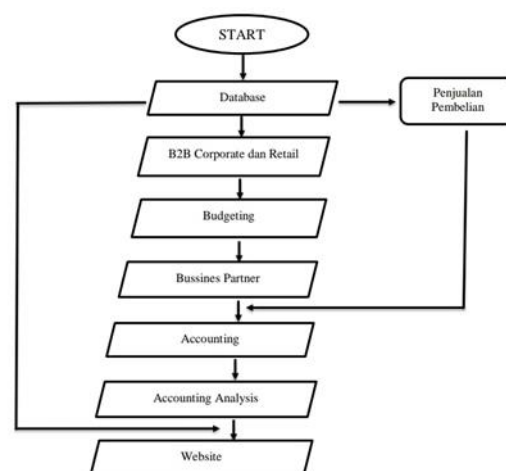 START
Database
Penjualan
Pembelian
B2B Corporate dan Retail
Budgeting
Bussines Partner
Accounting
Accounting Analysis
Website